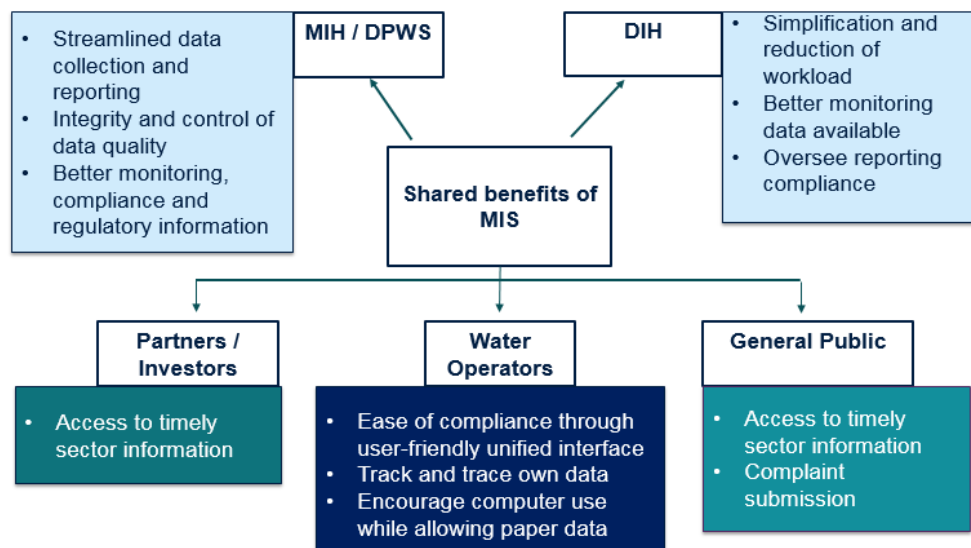 MIH / DPWS
• Streamlined data
collection and
reporting
• Integrity and control of
data quality
• Better monitoring,
compliance and
regulatory information
DIH
• Simplification and
reduction of
workload
• Better monitoring
data available
• Oversee reporting
compliance
Shared benefits of
MIS
Partners /
Investors
• Access to timely
sector information
Water
Operators
• Ease of compliance through
user-friendly unified interface
• Track and trace own data
• Encourage computer use
while allowing paper data
General Public
• Access to timely
sector information
• Complaint
submission